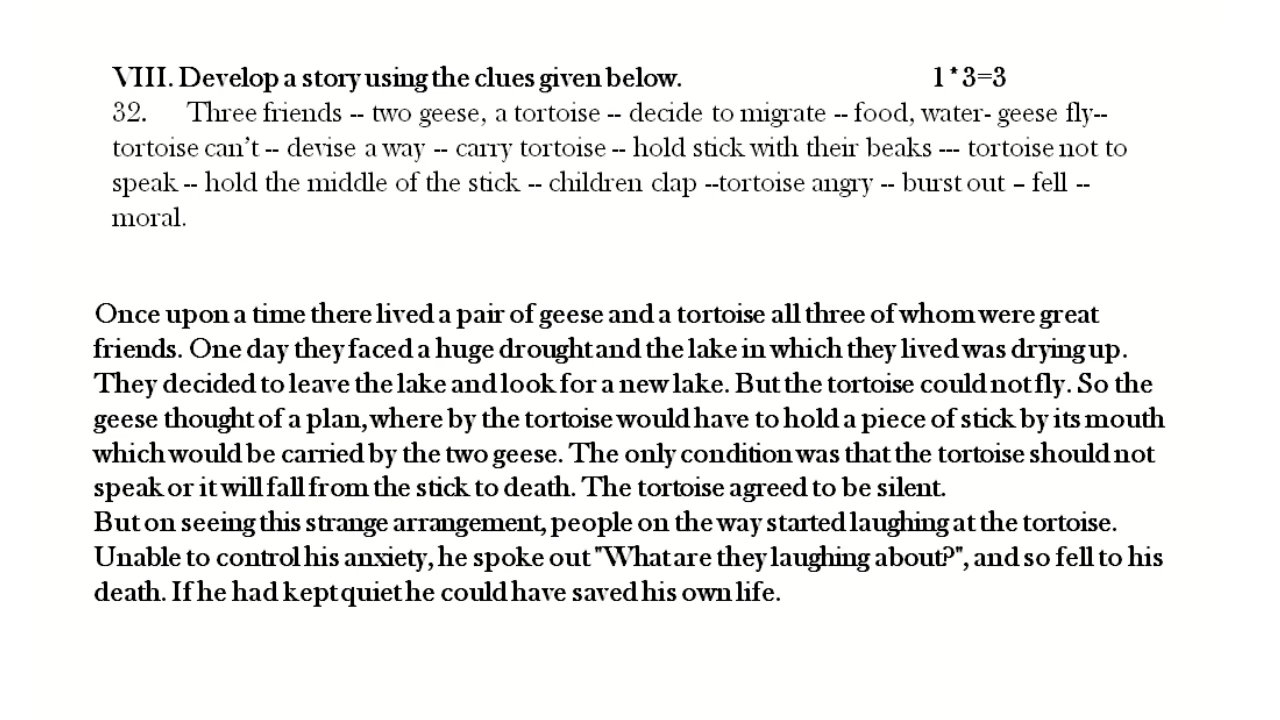 VIII. Develop a story using the clues given below. 1*3=3
32. Three friends -- two geese, a tortoise -- decide to migrate -- food, water- geese fly--
tortoise can't -- devise a way -- carry tortoise -- hold stick with their beaks --- tortoise not to
speak -- hold the middle of the stick -- children clap --tortoise angry -- burst out – fell --
moral.
Once upon a time there lived a pair of geese and a tortoise all three of whom were great
friends. One day they faced a huge drought and the lake in which they lived was drying up.
They decided to leave the lake and look for a new lake. But the tortoise could not fly. So the
geese thought of a plan, where by the tortoise would have to hold a piece of stick by its mouth
which would be carried by the two geese. The only condition was that the tortoise should not
speak or it will fall from the stick to death. The tortoise agreed to be silent.
But on seeing this strange arrangement, people on the way started laughing at the tortoise.
Unable to control his anxiety, he spoke out "What are they laughing about?", and so fell to his
death. If he had kept quiet he could have saved his own life.